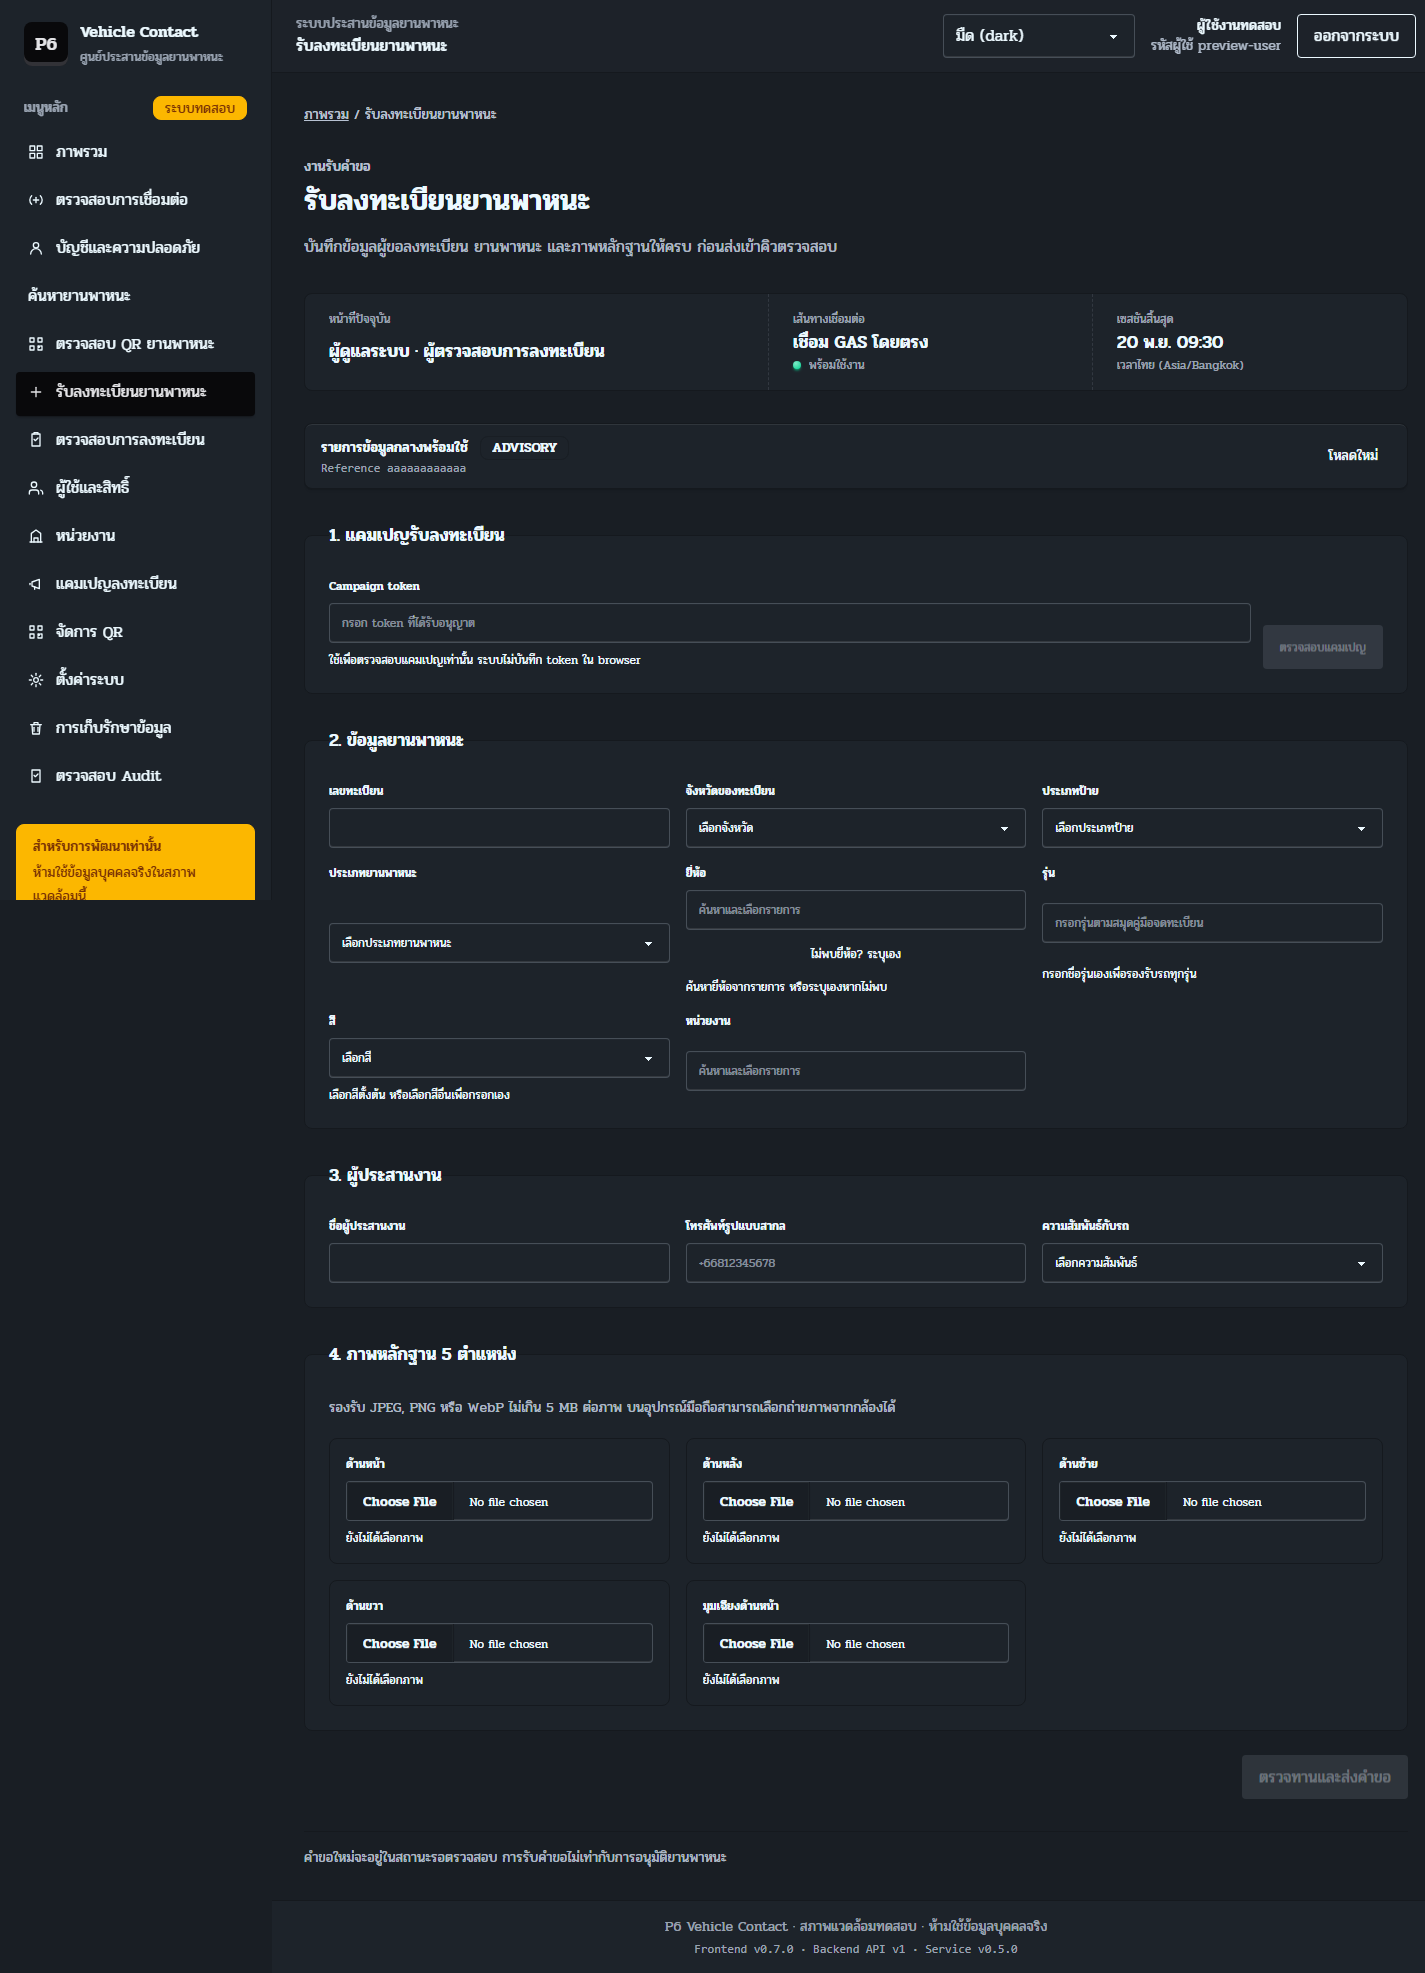 P6
Vehicle Contact
ศูนย์ประสานข้อมูลยานพาหนะ
เมนูหลัก
ระบบทดสอบ
ภาพรวม
ตรวจสอบการเชื่อมต่อ
บัญชีและความปลอดภัย
ค้นหายานพาหนะ
ตรวจสอบ QR ยานพาหนะ
รับลงทะเบียนยานพาหนะ
ตรวจสอบการลงทะเบียน
ผู้ใช้และสิทธิ์
หน่วยงาน
แคมเปญลงทะเบียน
จัดการ QR
ตั้งค่าระบบ
การเก็บรักษาข้อมูล
ตรวจสอบ Audit
สำหรับการพัฒนาเท่านั้น
ห้ามใช้ข้อมูลบุคคลจริงในสภาพ
แวดล้อมนี้
ระบบประสานข้อมูลยานพาหนะ
รับลงทะเบียนยานพาหนะ
มืด (dark)
ผู้ใช้งานทดสอบ
รหัสผู้ใช้ preview-user
ออกจากระบบ
ภาพรวม / รับลงทะเบียนยานพาหนะ
งานรับคำขอ
รับลงทะเบียนยานพาหนะ
บันทึกข้อมูลผู้ขอลงทะเบียน ยานพาหนะ และภาพหลักฐานให้ครบ ก่อนส่งเข้าคิวตรวจสอบ
หน้าที่ปัจจุบัน
ผู้ดูแลระบบ · ผู้ตรวจสอบการลงทะเบียน
เส้นทางเชื่อมต่อ
เชื่อม GAS โดยตรง
พร้อมใช้งาน
เซสชันสิ้นสุด
20 พ.ย. 09:30
เวลาไทย (Asia/Bangkok)
รายการข้อมูลกลางพร้อมใช้ ADVISORY
Reference aaaaaaaaaaaa
โหลดใหม่
1. แคมเปญรับลงทะเบียน
Campaign token
กรอก token ที่ได้รับอนุญาต
ตรวจสอบแคมเปญ
ใช้เพื่อตรวจสอบแคมเปญเท่านั้น ระบบไม่บันทึก token ใน browser
2. ข้อมูลยานพาหนะ
เลขทะเบียน
จังหวัดของทะเบียน
เลือกจังหวัด
ประเภทป้าย
เลือกประเภทป้าย
ประเภทยานพาหนะ
เลือกประเภทยานพาหนะ
ยี่ห้อ
ค้นหาและเลือกรายการ
ไม่พบยี่ห้อ? ระบุเอง
ค้นหายี่ห้อจากรายการ หรือระบุเองหากไม่พบ
รุ่น
กรอกรุ่นตามสมุดคู่มือจดทะเบียน
กรอกชื่อรุ่นเองเพื่อรองรับรถทุกรุ่น
สี
เลือกสี
เลือกสีตั้งต้น หรือเลือกสีอื่นเพื่อกรอกเอง
หน่วยงาน
ค้นหาและเลือกรายการ
3. ผู้ประสานงาน
ชื่อผู้ประสานงาน
โทรศัพท์รูปแบบสากล
+66812345678
ความสัมพันธ์กับรถ
เลือกความสัมพันธ์
4. ภาพหลักฐาน 5 ตำแหน่ง
รองรับ JPEG, PNG หรือ WebP ไม่เกิน 5 MB ต่อภาพ บนอุปกรณ์มือถือสามารถเลือกถ่ายภาพจากกล้องได้
ด้านหน้า
Choose File No file chosen
ยังไม่ได้เลือกภาพ
ด้านหลัง
Choose File No file chosen
ยังไม่ได้เลือกภาพ
ด้านซ้าย
Choose File No file chosen
ยังไม่ได้เลือกภาพ
ด้านขวา
Choose File No file chosen
ยังไม่ได้เลือกภาพ
มุมเฉียงด้านหน้า
Choose File No file chosen
ยังไม่ได้เลือกภาพ
ตรวจทานและส่งคำขอ
คำขอใหม่จะอยู่ในสถานะรอตรวจสอบ การรับคำขอไม่เท่ากับการอนุมัติยานพาหนะ
P6 Vehicle Contact · สภาพแวดล้อมทดสอบ · ห้ามใช้ข้อมูลบุคคลจริง
Frontend v0.7.0 · Backend API v1 · Service v0.5.0